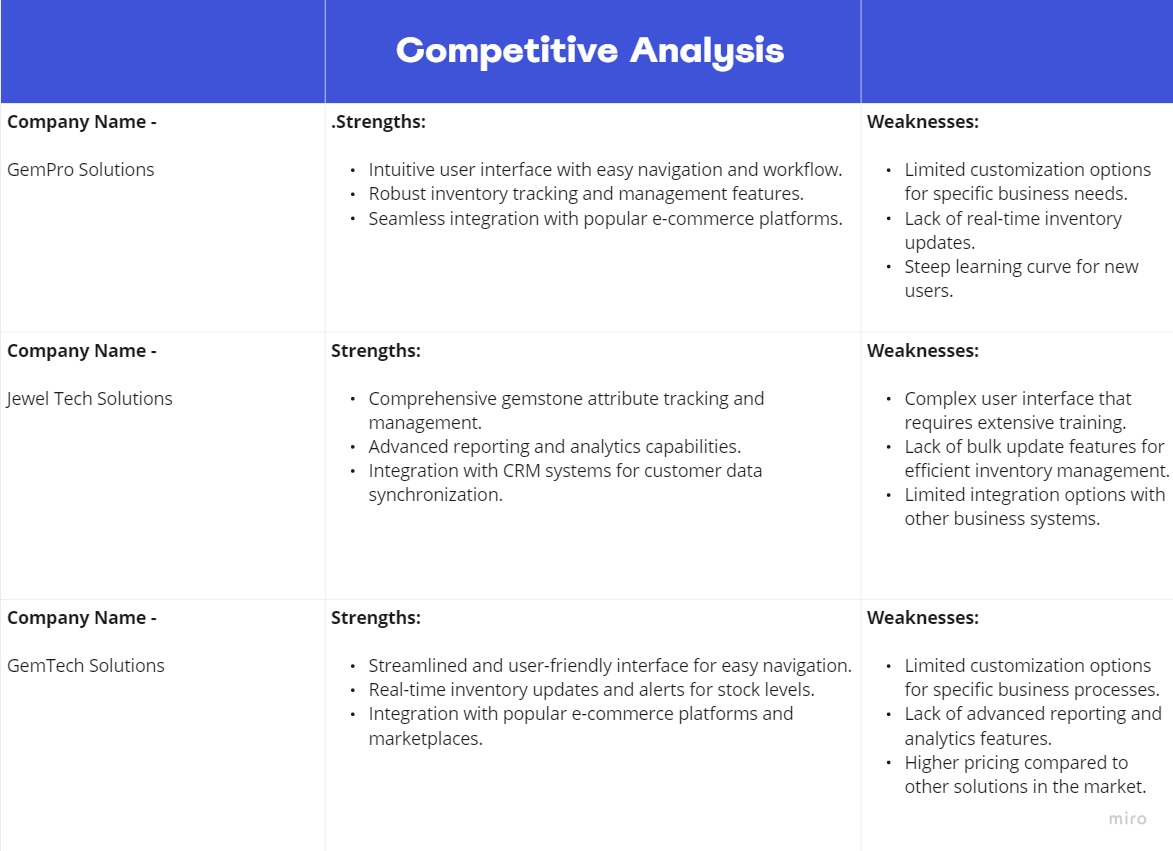 Competitive Analysis
Company Name -
GemPro Solutions
.Strengths:
• Intuitive user interface with easy navigation and workflow.
• Robust inventory tracking and management features.
• Seamless integration with popular e-commerce platforms.
Weaknesses:
• Limited customization options
for specific business needs.
• Lack of real-time inventory
updates.
• Steep learning curve for new
users.
Company Name -
Jewel Tech Solutions
Strengths:
• Comprehensive gemstone attribute tracking and
management.
• Advanced reporting and analytics capabilities.
• Integration with CRM systems for customer data
synchronization.
Weaknesses:
• Complex user interface that
requires extensive training.
• Lack of bulk update features for
efficient inventory management.
• Limited integration options with
other business systems.
Company Name -
GemTech Solutions
Strengths:
• Streamlined and user-friendly interface for easy navigation.
• Real-time inventory updates and alerts for stock levels.
• Integration with popular e-commerce platforms and
marketplaces.
Weaknesses:
• Limited customization options
for specific business processes.
• Lack of advanced reporting and
analytics features.
• Higher pricing compared to
other solutions in the market.
miro